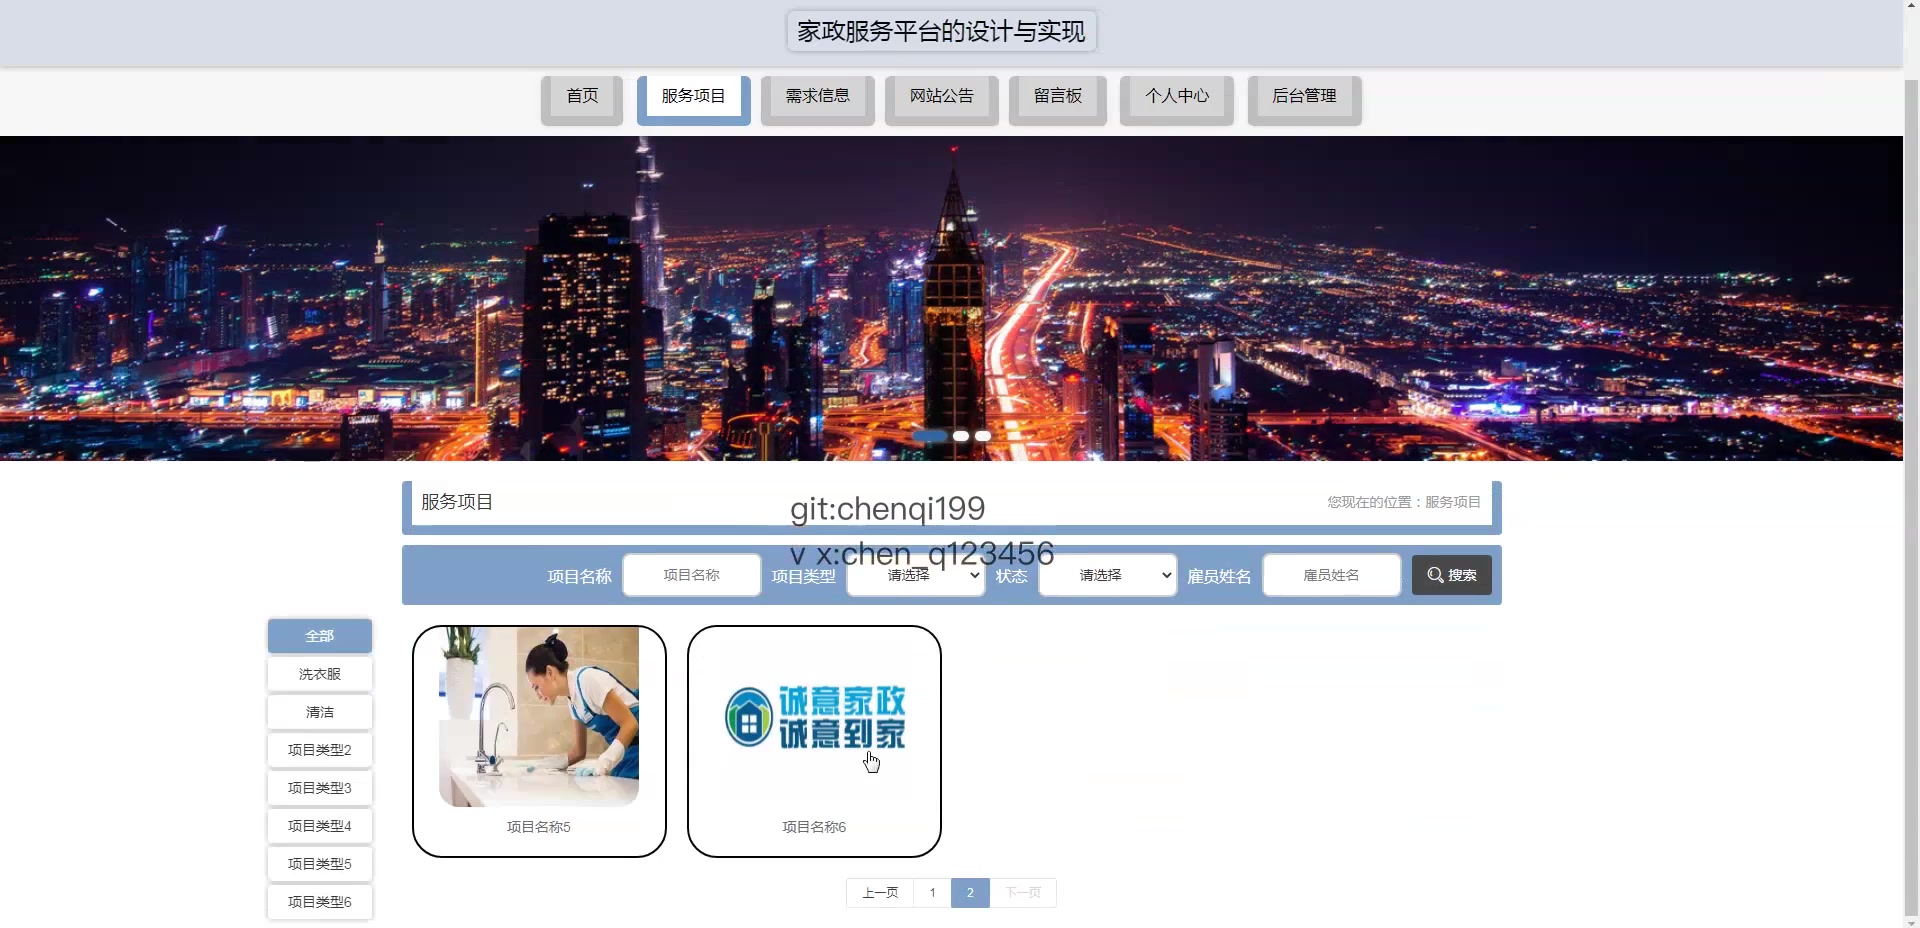 家政服务平台的设计与实现
首页 服务项目 需求信息 网站公告 留言板 个人中心 后台管理
服务项目 您现在的位置：服务项目
git:chenqi199
v x:chen_q123456
项目名称 项目名称 项目类型 请选择 状态 请选择 雇员姓名 雇员姓名 搜索
全部
洗衣服
清洁
项目类型2
项目类型3
项目类型4
项目类型5
项目类型6
诚意家政
诚意到家
项目名称5 项目名称6
上一页 1 2 下一页